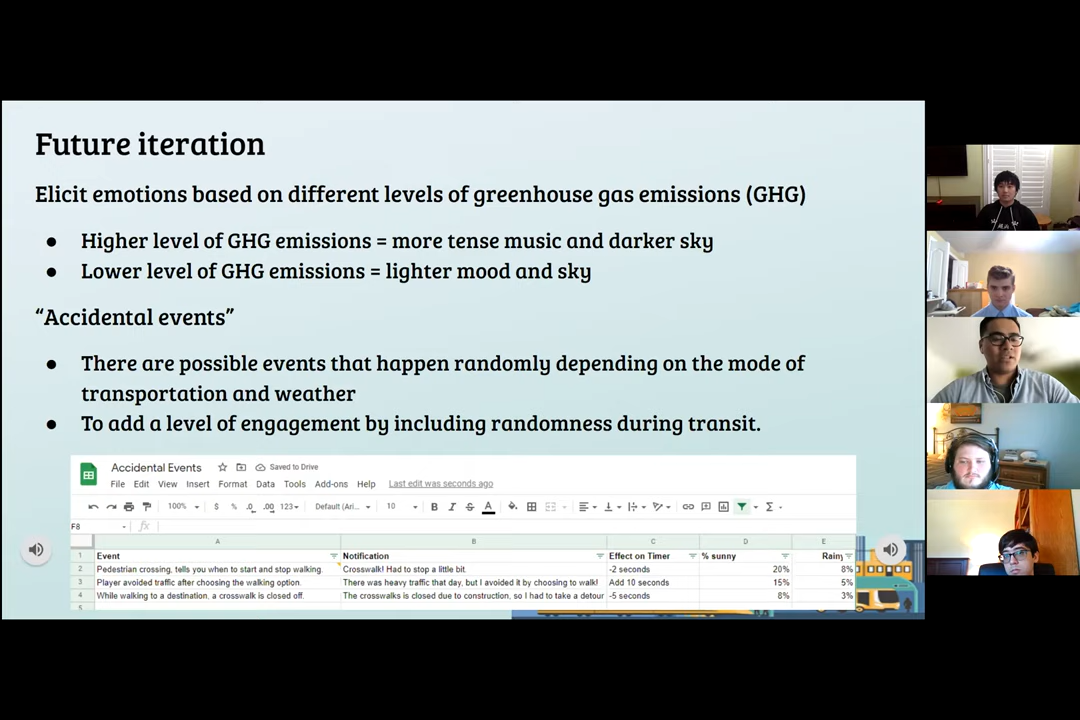 Future iteration
Elicit emotions based on different levels of greenhouse gas emissions (GHG)
● Higher level of GHG emissions = more tense music and darker sky
● Lower level of GHG emissions = lighter mood and sky
“Accidental events”
● There are possible events that happen randomly depending on the mode of
transportation and weather
● To add a level of engagement by including randomness during transit.
Accidental Events Saved to Drive
File Edit View Insert Format Data Tools Add-ons Help Last edit was seconds ago
100% $ % .0 .00 123 Default (Ari... 10 B I S A
F8 fx
A B C D E
1 Event Notification Effect on Timer % sunny Rainy
2 Pedestrian crossing, tells you when to start and stop walking. Crosswalk! Had to stop a little bit -2 seconds 20% 8%
3 Player avoided traffic after choosing the walking option. There was heavy traffic that day, but I avoided it by choosing to walk! Add 10 seconds 15% 5%
4 While walking to a destination, a crosswalk is closed off. The crosswalks is closed due to construction, so I had to take a detour -5 seconds 8% 3%
5